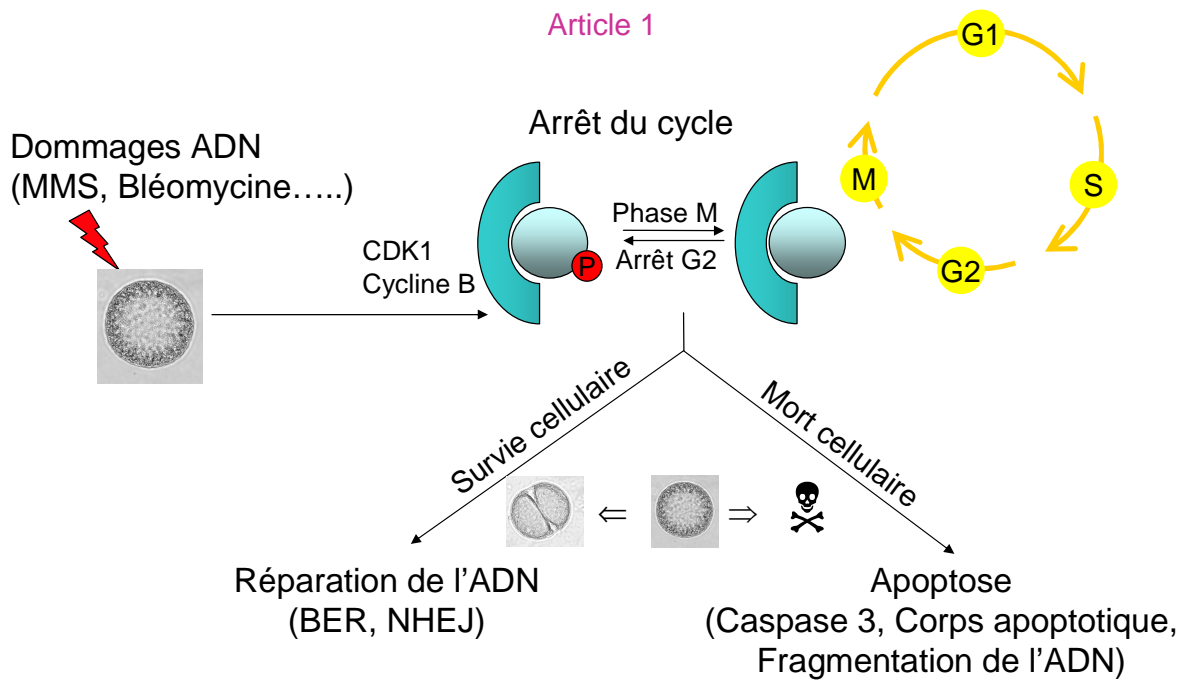 Article 1
G1
Arrêt du cycle
Dommages ADN
(MMS, Bléomycine…..)
M
S
Phase M
CDK1
Cycline B
P
Arrêt G2
G2
Survie cellulaire
Mort cellulaire
⇐ ⇒
Réparation de l’ADN
(BER, NHEJ)
Apoptose
(Caspase 3, Corps apoptotique,
Fragmentation de l’ADN)